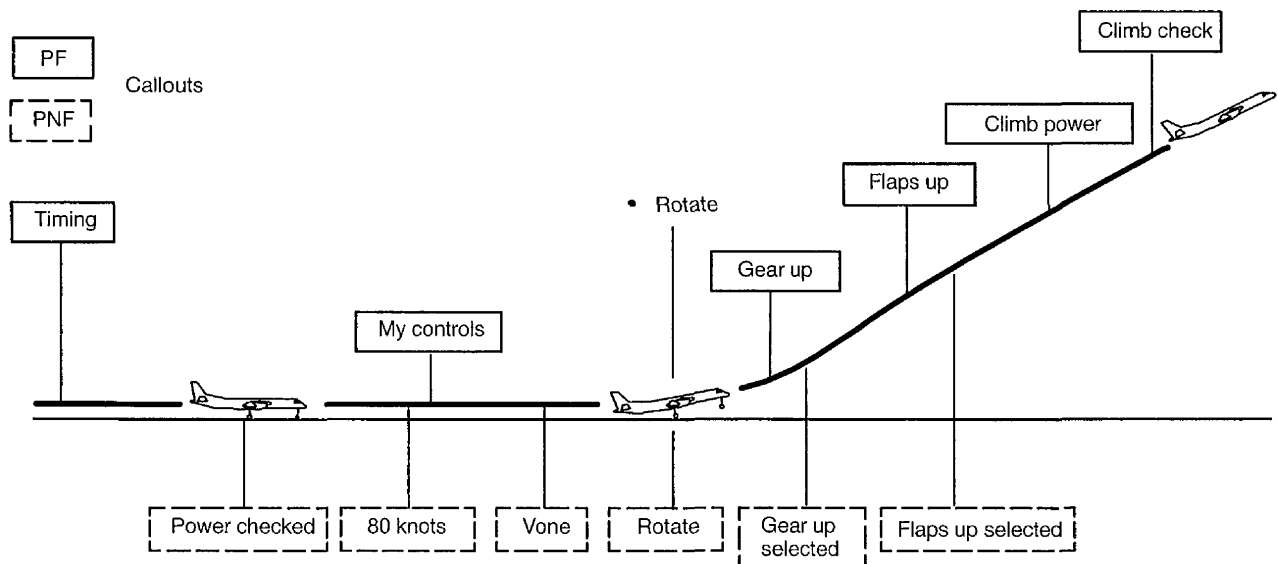 PF
Callouts
PNF
Timing
My controls
• Rotate
Gear up
Flaps up
Climb power
Climb check
Power checked
80 knots
Vone
Rotate
Gear up
selected
Flaps up selected